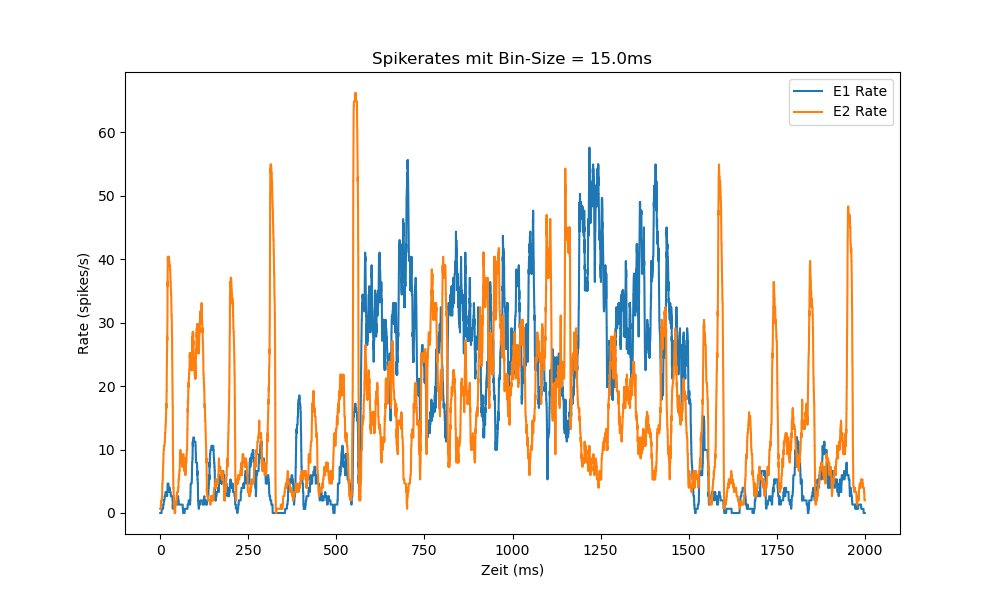 Spikerates mit Bin-Size = 15.0ms
E1 Rate
E2 Rate
Rate (spikes/s)
60
50
40
30
20
10
0
0 250 500 750 1000 1250 1500 1750 2000
Zeit (ms)